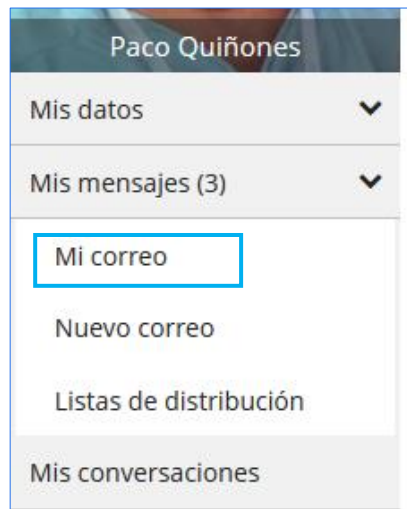 Paco Quiñones
Mis datos
Mis mensajes (3)
Mi correo
Nuevo correo
Listas de distribución
Mis conversaciones